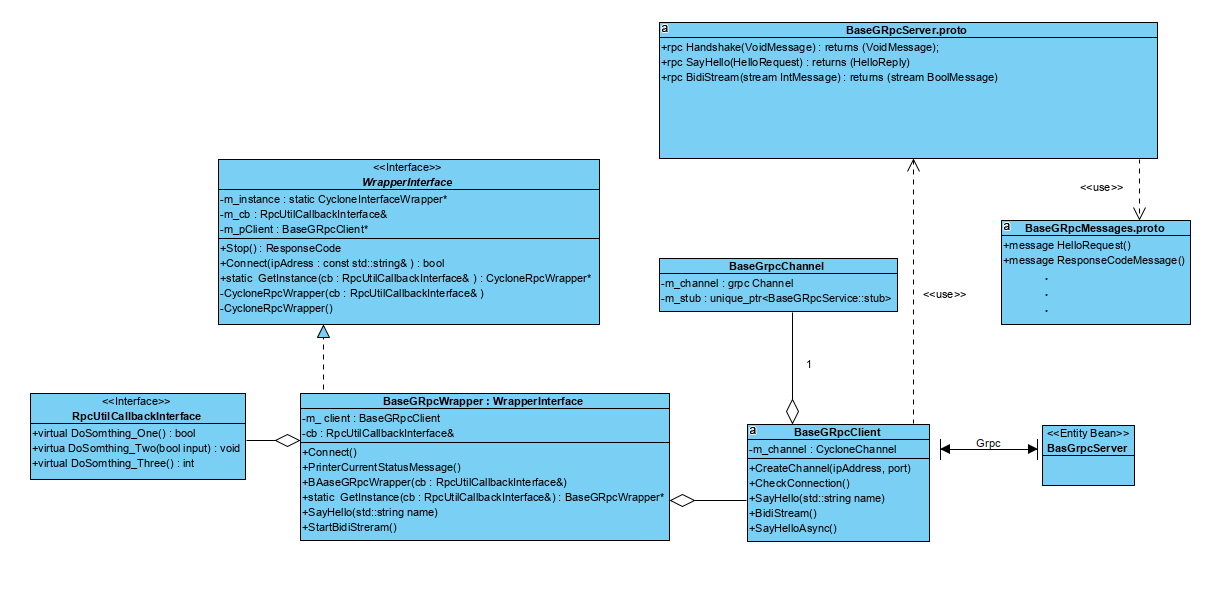 a
BaseGRpcServer.proto
+rpc Handshake(VoidMessage) : returns (VoidMessage);
+rpc SayHello(HelloRequest) : returns (HelloReply)
+rpc BidiStream(stream IntMessage) : returns (stream BoolMessage)
<<Interface>>
WrapperInterface
-m_instance : static CycloneInterfaceWrapper*
-m_cb : RpcUtilCallbackInterface&
-m_pClient : BaseGRpcClient*
+Stop() : ResponseCode
+Connect(ipAdress : const std::string& ) : bool
+static GetInstance(cb : RpcUtilCallbackInterface& ) : CycloneRpcWrapper*
-CycloneRpcWrapper(cb : RpcUtilCallbackInterface& )
-CycloneRpcWrapper()
<<use>>
a
BaseGRpcMessages.proto
+message HelloRequest()
+message ResponseCodeMessage()
.
.
.
BaseGrpcChannel
-m_channel : grpc Channel
-m_stub : unique_ptr<BaseGRpcService::stub>
<<use>>
1
<<Interface>>
RpcUtilCallbackInterface
+virtual DoSomthing_One() : bool
+virtua DoSomthing_Two(bool input) : void
+virtual DoSomthing_Three() : int
BaseGRpcWrapper : WrapperInterface
-m_ client : BaseGRpcClient
-cb : RpcUtilCallbackInterface&
+Connect()
+PrinterCurrentStatusMessage()
+BAaseGRpcWrapper(cb : RpcUtilCallbackInterface&)
+static GetInstance(cb : RpcUtilCallbackInterface&) : BaseGRpcWrapper*
+SayHello(std::string name)
+StartBidiStreram()
a
BaseGRpcClient
-m_channel : CycloneChannel
+CreateChannel(ipAddress, port)
+CheckConnection()
+SayHello(std::string name)
+BidiStream()
+SayHelloAsync()
Grpc
<<Entity Bean>>
BasGrpcServer